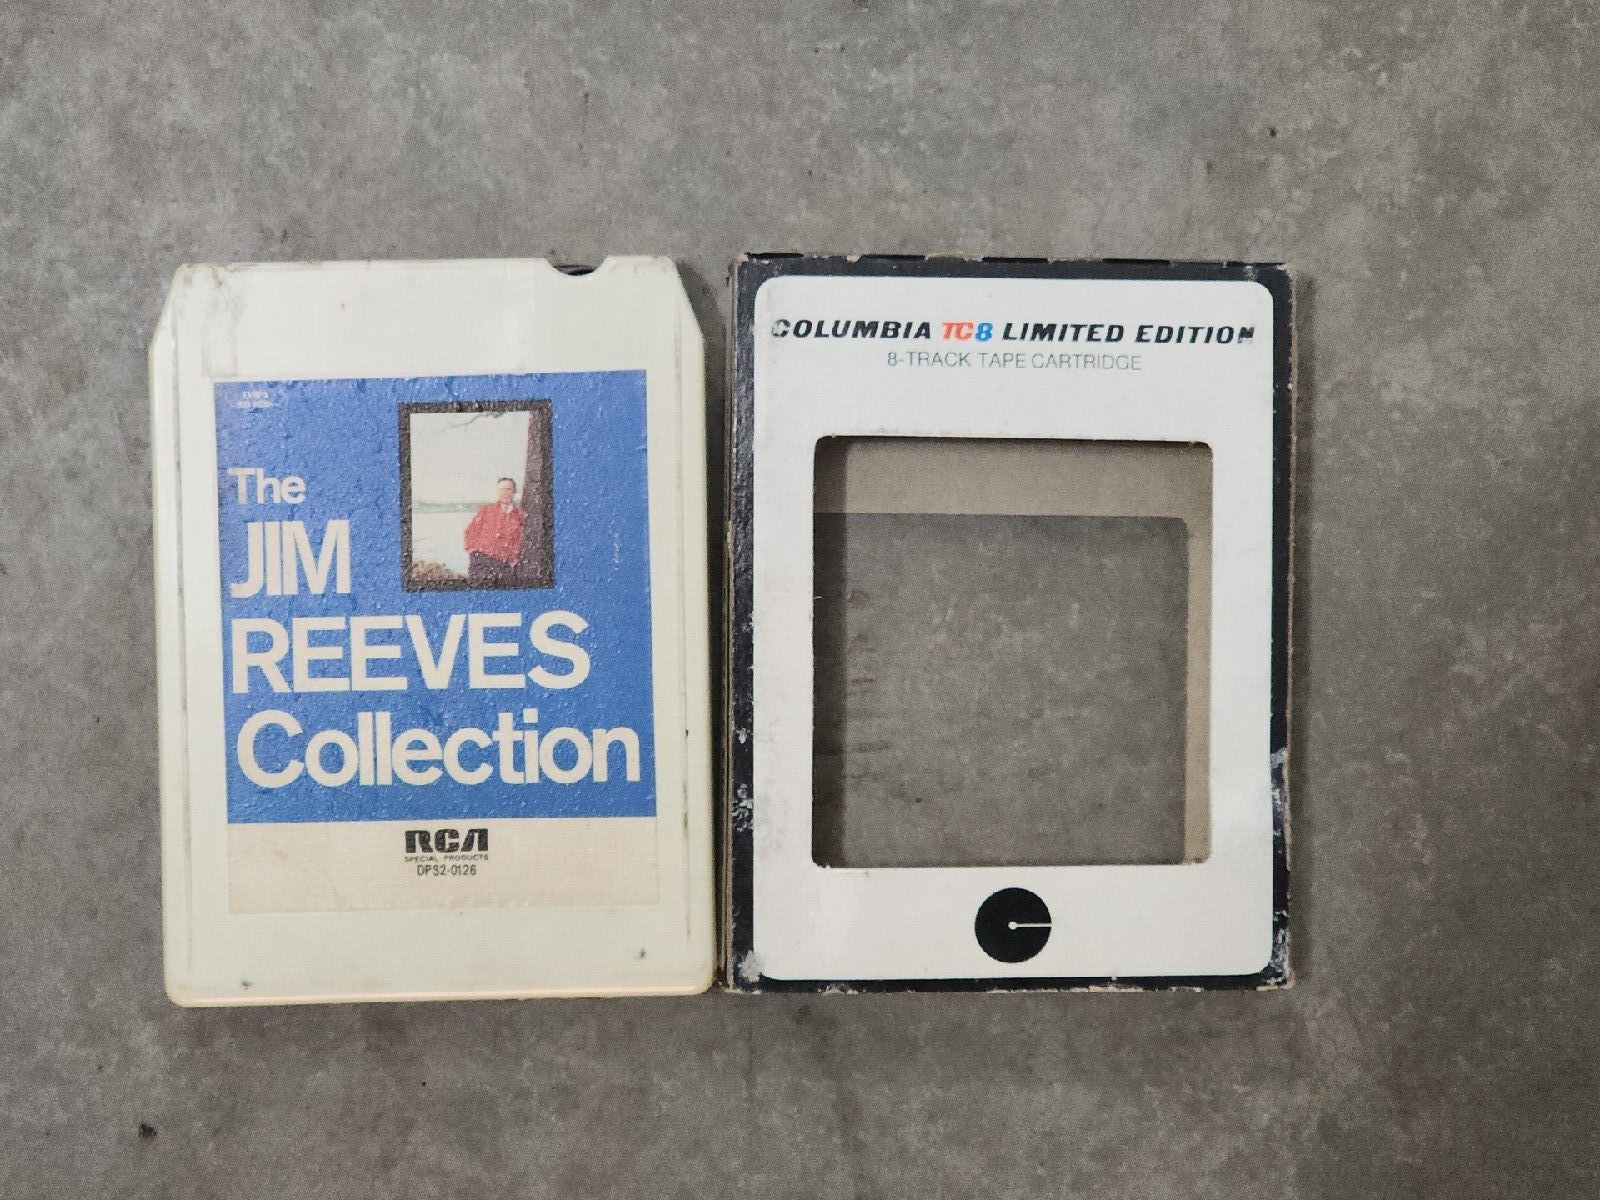 The
JIM
REEVES
Collection
RCA
SPECIAL PRODUCTS
DPS2-0126
COLUMBIA TC8 LIMITED EDITION
8-TRACK TAPE CARTRIDGE